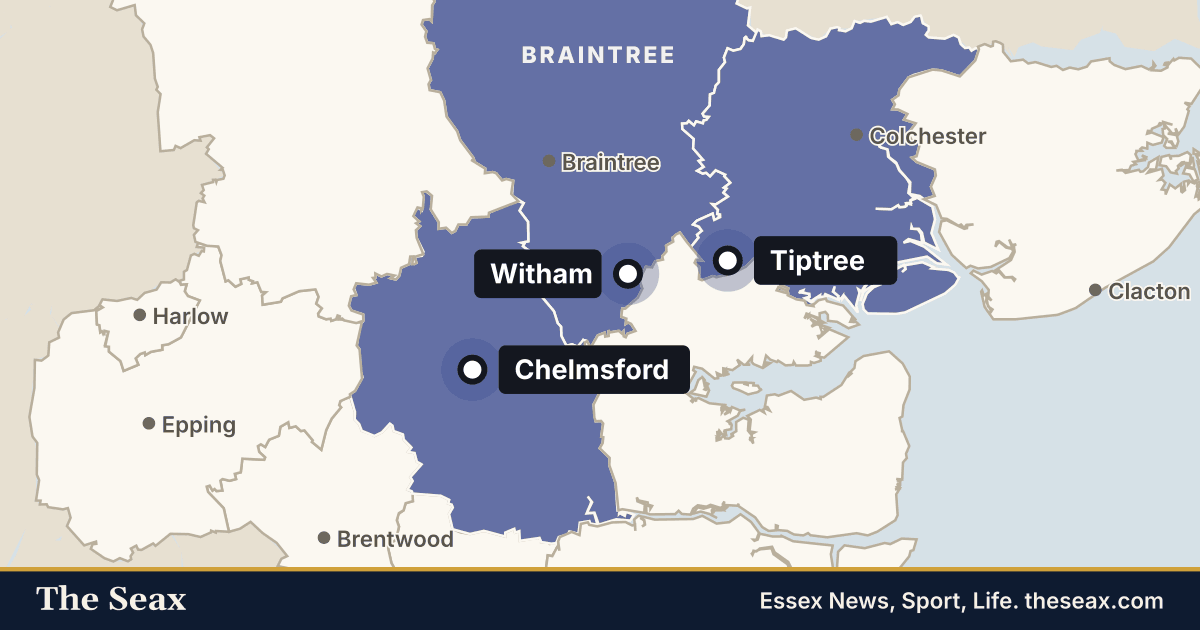 BRAINTREE
Colchester
Braintree
Witham
Tiptree
Clacton
Harlow
Chelmsford
Epping
Brentwood
The Seax
Essex News, Sport, Life. theseax.com